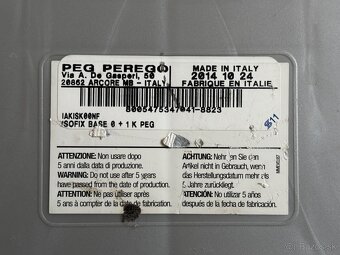 PEG PEREGO
Via A. De Gasperi, 50
20862 ARCORE MB - ITALY
MADE IN ITALY
2014 10 24
FABRIQUE EN ITALIE
8005475347041-8823
IAKISK00NF
ISOFIX BASE 0 + 1 K PEG
ATTENZIONE: Non usare dopo
5 anni dalla data di produzione.
WARNING: Do not use after 5 years
have passed from the date of production.
ATTENTION: Ne pas utiliser après
5 ans à compter de la date de fabrication.
ACHTUNG: Nach 5 Jahren
Artikel nicht in Gebrauch, wenn
das Herstellungsdatum mehr als
5 Jahre zurückliegt.
ATENCIÓN: No utilizar 5 años
después de la fecha de fabricación.